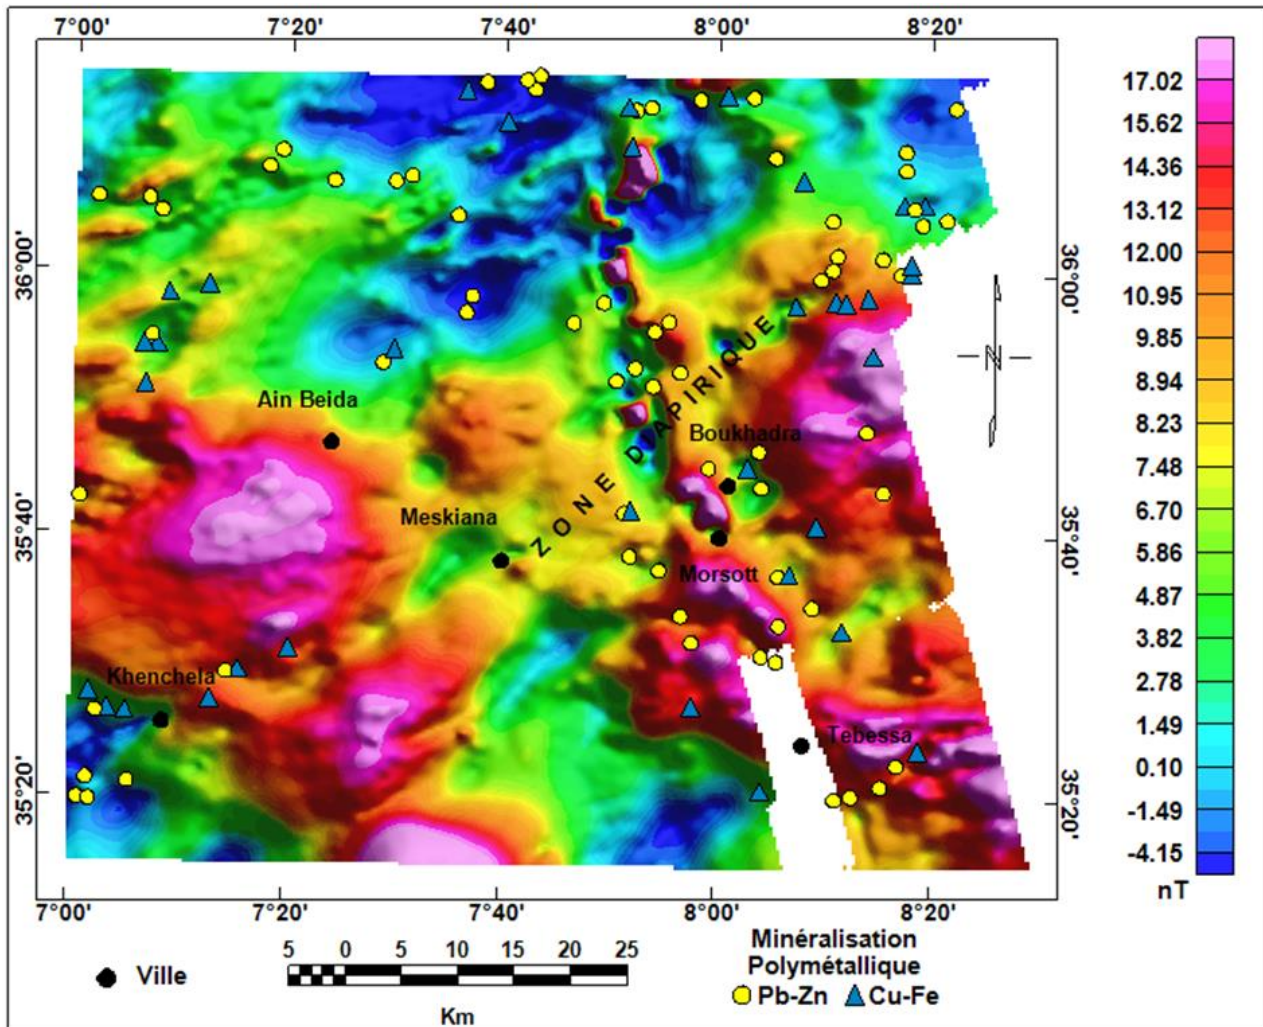 7°00' 7°20' 7°40' 8°00' 8°20'
17.02
15.62
14.36
13.12
12.00
10.95
9.85
8.94
8.23
7.48
6.70
5.86
4.87
3.82
2.78
1.49
0.10
-1.49
-4.15
nT
36°00'
35°40'
35°20'
36°00'
35°40'
35°20'
N
Ain Beida
Boukhadra
Meskiana
ZONE DIAPIRIQUE
Morsott
Khenchela
Tebessa
7°00' 7°20' 7°40' 8°00' 8°20'
Ville
5 0 5 10 15 20 25
Km
Minéralisation
Polymétallique
Pb-Zn Cu-Fe